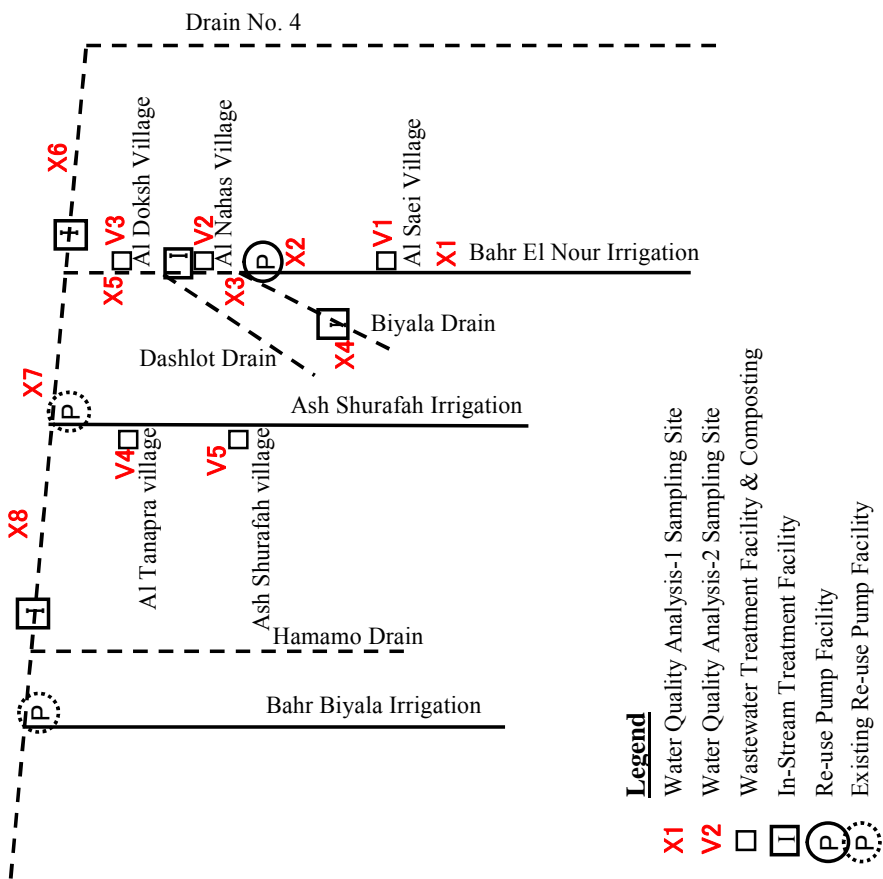 Drain No. 4
X6
V3
Al Doksh Village
I
X5
I
V2
Al Nahas Village
P
X2
X3
V1
Al Saei Village
X1
Bahr El Nour Irrigation
I
X4
Biyala Drain
Dashlot Drain
X7
P
Ash Shurafah Irrigation
V4
Al Tanapra village
V5
Ash Shurafah village
X8
I
Hamamo Drain
P
Bahr Biyala Irrigation
Legend
X1 Water Quality Analysis-1 Sampling Site
V2 Water Quality Analysis-2 Sampling Site
Wastewater Treatment Facility & Composting
I In-Stream Treatment Facility
P Re-use Pump Facility
P Existing Re-use Pump Facility